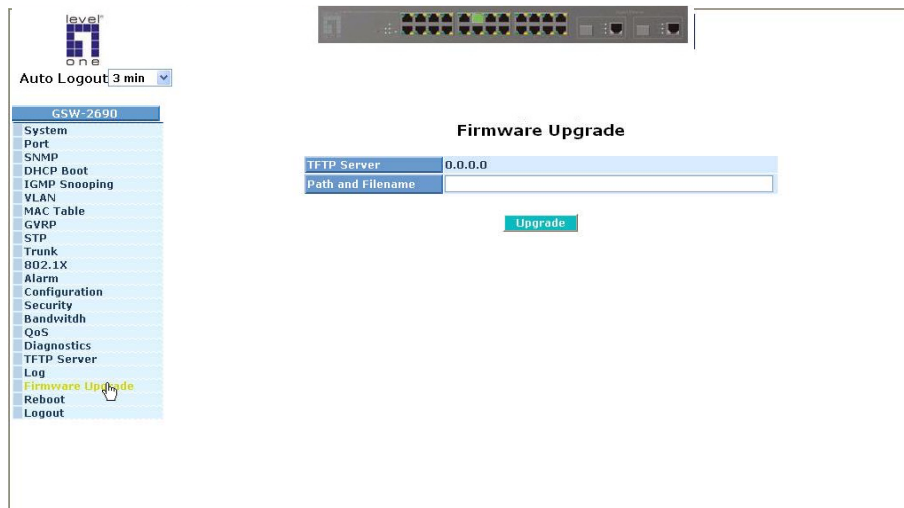 level
one
Auto Logout 3 min
GSW-2690
System
Port
SNMP
DHCP Boot
IGMP Snooping
VLAN
MAC Table
GVRP
STP
Trunk
802.1X
Alarm
Configuration
Security
Bandwitdh
QoS
Diagnostics
TFTP Server
Log
Firmware Upgrade
Reboot
Logout
Firmware Upgrade
TFTP Server 0.0.0.0
Path and Filename
Upgrade